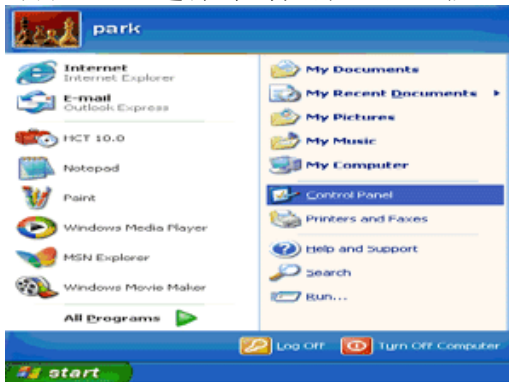 park
Internet
Internet Explorer
E-mail
Outlook Express
HCT 10.0
Notepad
Paint
Windows Media Player
MSN Explorer
Windows Movie Maker
All Programs
My Documents
My Recent Documents
My Pictures
My Music
My Computer
Control Panel
Printers and Faxes
Help and Support
Search
Run...
Log Off
Turn Off Computer
start